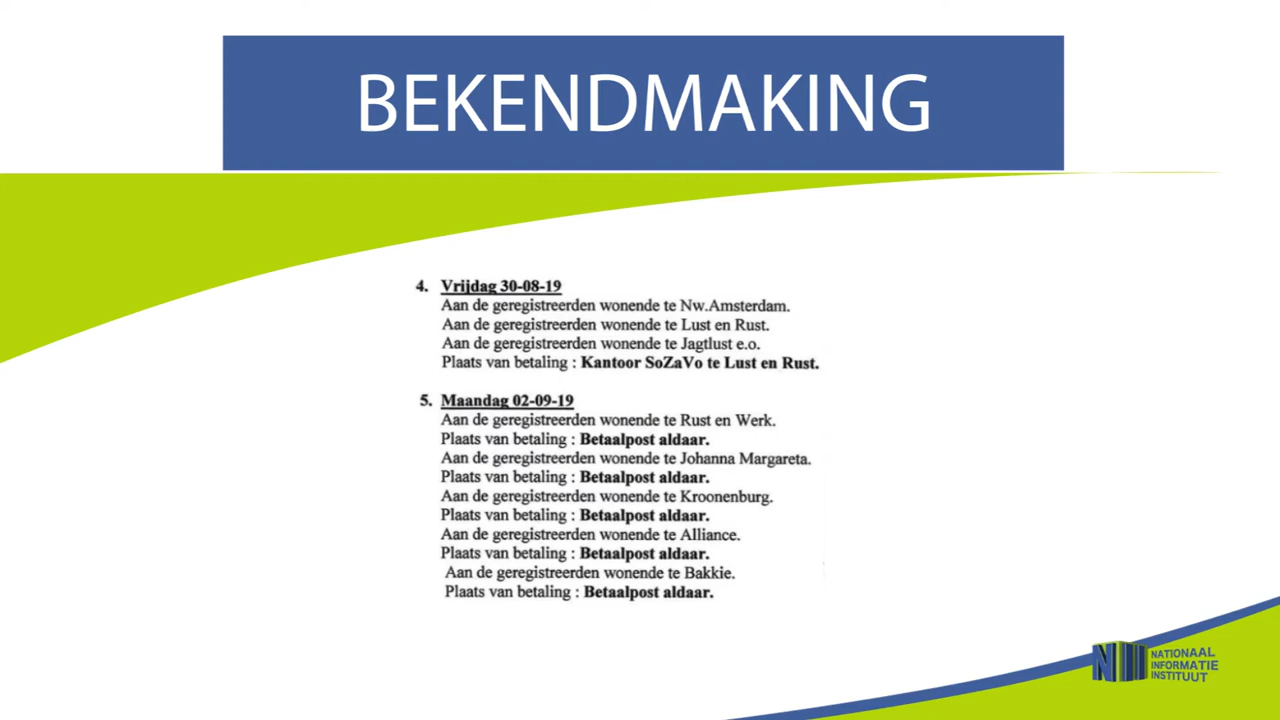 BEKENDMAKING
4. Vrijdag 30-08-19
Aan de geregistreerden wonende te Nw.Amsterdam.
Aan de geregistreerden wonende te Lust en Rust.
Aan de geregistreerden wonende te Jagtlust e.o.
Plaats van betaling : Kantoor SoZaVo te Lust en Rust.
5. Maandag 02-09-19
Aan de geregistreerden wonende te Rust en Werk.
Plaats van betaling : Betaalpost aldaar.
Aan de geregistreerden wonende te Johanna Margareta.
Plaats van betaling : Betaalpost aldaar.
Aan de geregistreerden wonende te Kroonenburg.
Plaats van betaling : Betaalpost aldaar.
Aan de geregistreerden wonende te Alliance.
Plaats van betaling : Betaalpost aldaar.
Aan de geregistreerden wonende te Bakkie.
Plaats van betaling : Betaalpost aldaar.
NATIONAAL
INFORMATIE
INSTITUUT